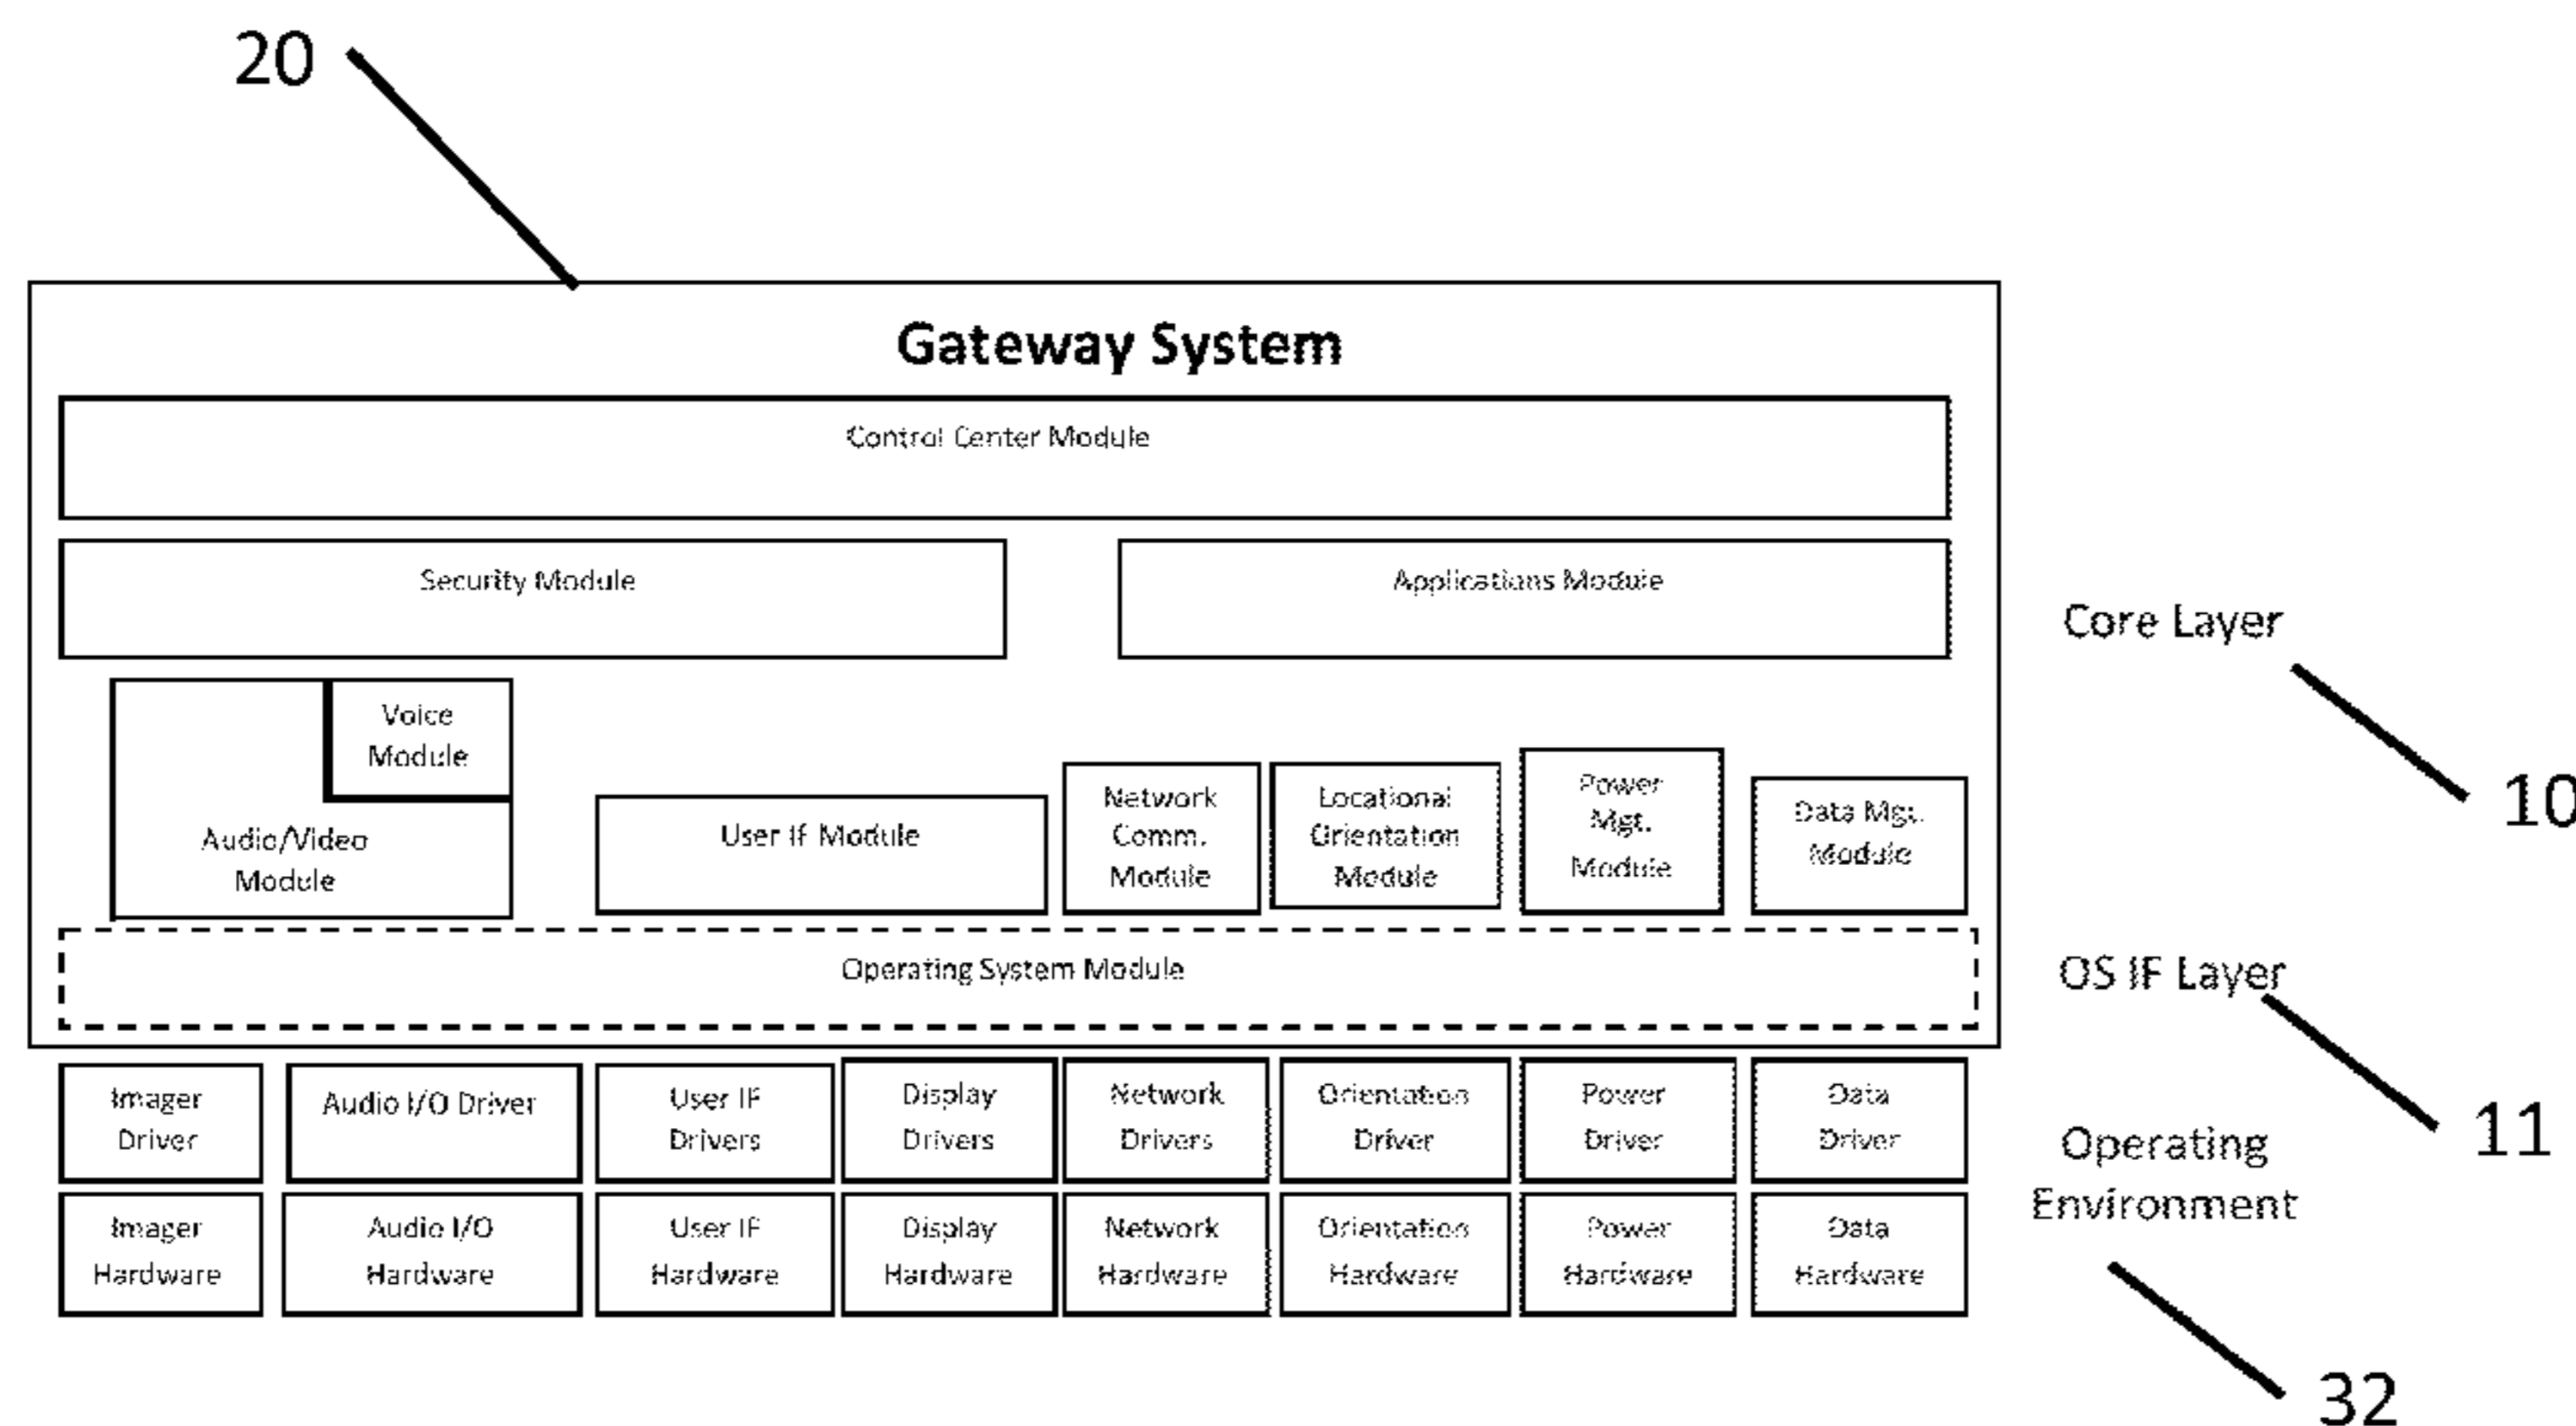 20
Gateway System
Control Center Module
Security Module
Applications Module
Core Layer
10
Voice
Module
Audio/Video
Module
User IF Module
Network
Comm.
Module
Locational
Orientation
Module
Power
Mgt.
Module
Data Mgt.
Module
Operating System Module
OS IF Layer
11
Imager
Driver
Audio I/O Driver
User IF
Drivers
Display
Drivers
Network
Drivers
Orientation
Driver
Power
Driver
Data
Driver
Operating
Environment
32
Imager
Hardware
Audio I/O
Hardware
User IF
Hardware
Display
Hardware
Network
Hardware
Orientation
Hardware
Power
Hardware
Data
Hardware